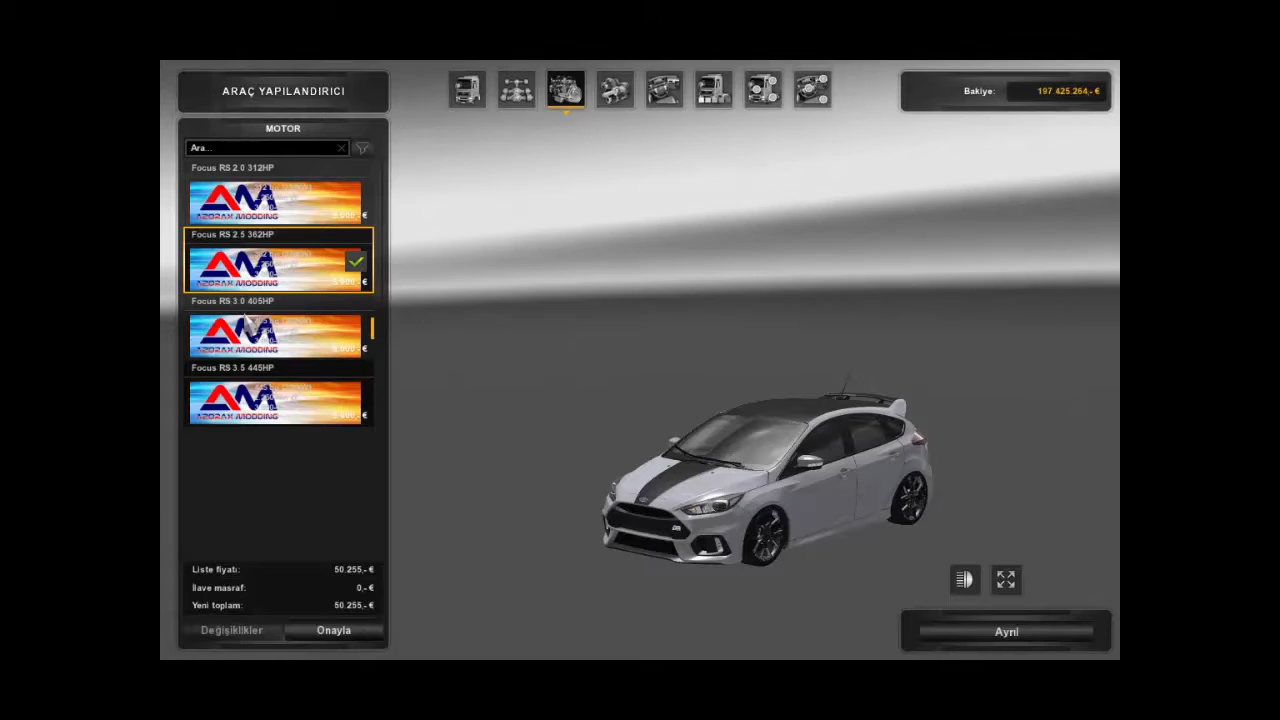 ARAÇ YAPILANDIRICI
Bakiye: 197.425.264,- €
MOTOR
Ara...
Focus RS 2.0 312HP
AM
AZORAX MODDING
Focus RS 2.5 362HP
AM
AZORAX MODDING
Focus RS 3.0 405HP
AM
AZORAX MODDING
Focus RS 3.5 445HP
AM
AZORAX MODDING
Liste fiyatı: 50.255,- €
İlave masraf: 0,- €
Yeni toplam: 50.255,- €
Değişiklikler
Onayla
Ayrıl